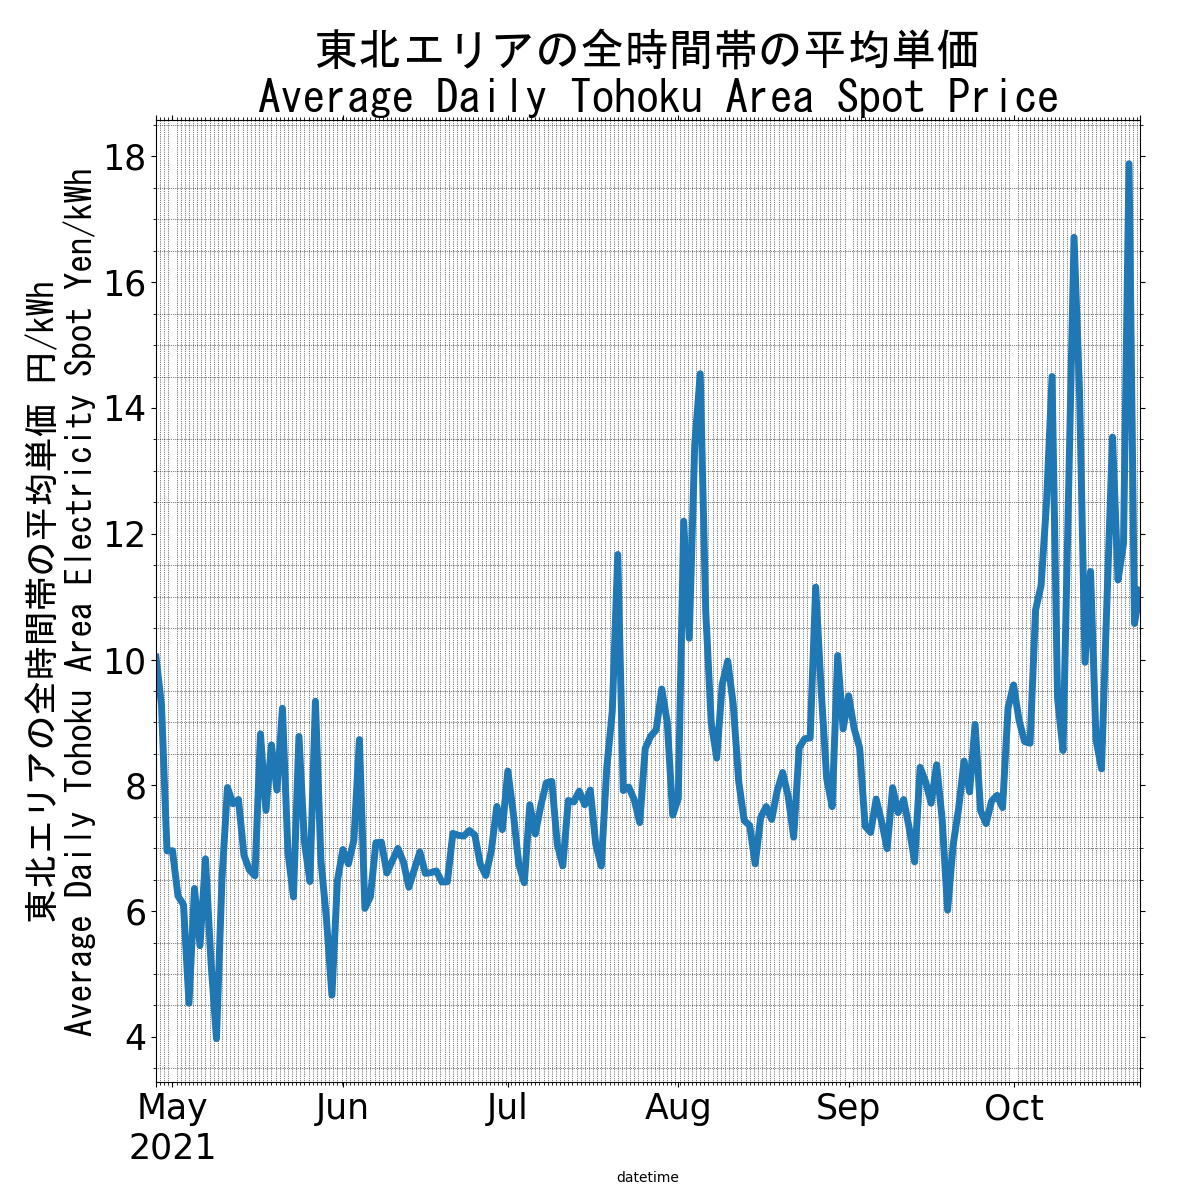 東北エリアの全時間帯の平均単価
Average Daily Tohoku Area Spot Price
東北エリアの全時間帯の平均単価 円/kWh
Average Daily Tohoku Area Electricity Spot Yen/kWh
18
16
14
12
10
8
6
4
May Jun Jul Aug Sep Oct
2021
datetime